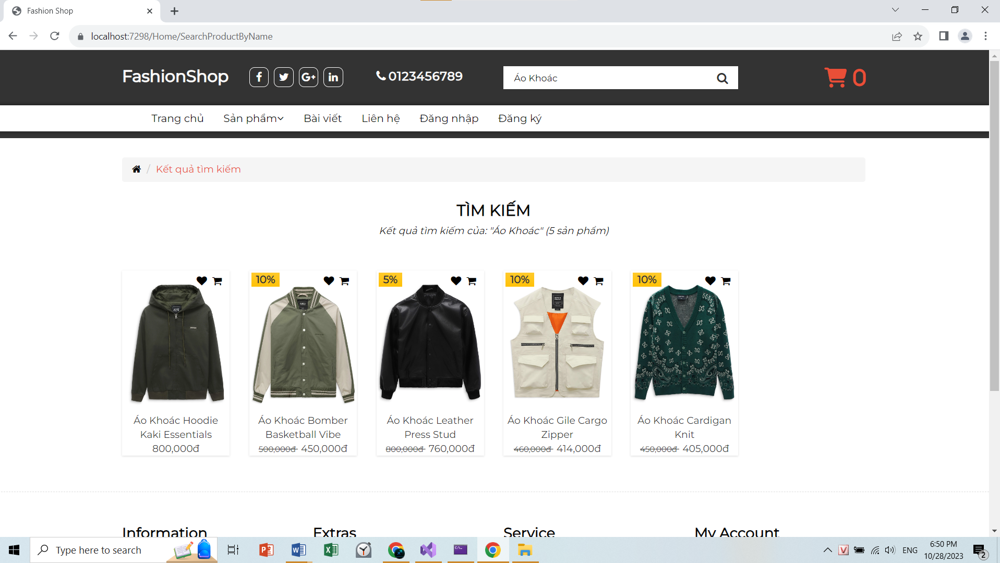 Fashion Shop
localhost:7298/Home/SearchProductByName
FashionShop
0123456789
Áo Khoác
0
Trang chủ
Sản phẩm
Bài viết
Liên hệ
Đăng nhập
Đăng ký
/ Kết quả tìm kiếm
TÌM KIẾM
Kết quả tìm kiếm của: "Áo Khoác" (5 sản phẩm)
Áo Khoác Hoodie
Kaki Essentials
800,000đ
10%
Áo Khoác Bomber
Basketball Vibe
500,000đ 450,000đ
5%
Áo Khoác Leather
Press Stud
800,000đ 760,000đ
10%
Áo Khoác Gile Cargo
Zipper
460,000đ 414,000đ
10%
Áo Khoác Cardigan
Knit
450,000đ 405,000đ
Information
Extras
Service
My Account
Type here to search
ENG
6:50 PM
10/28/2023
2